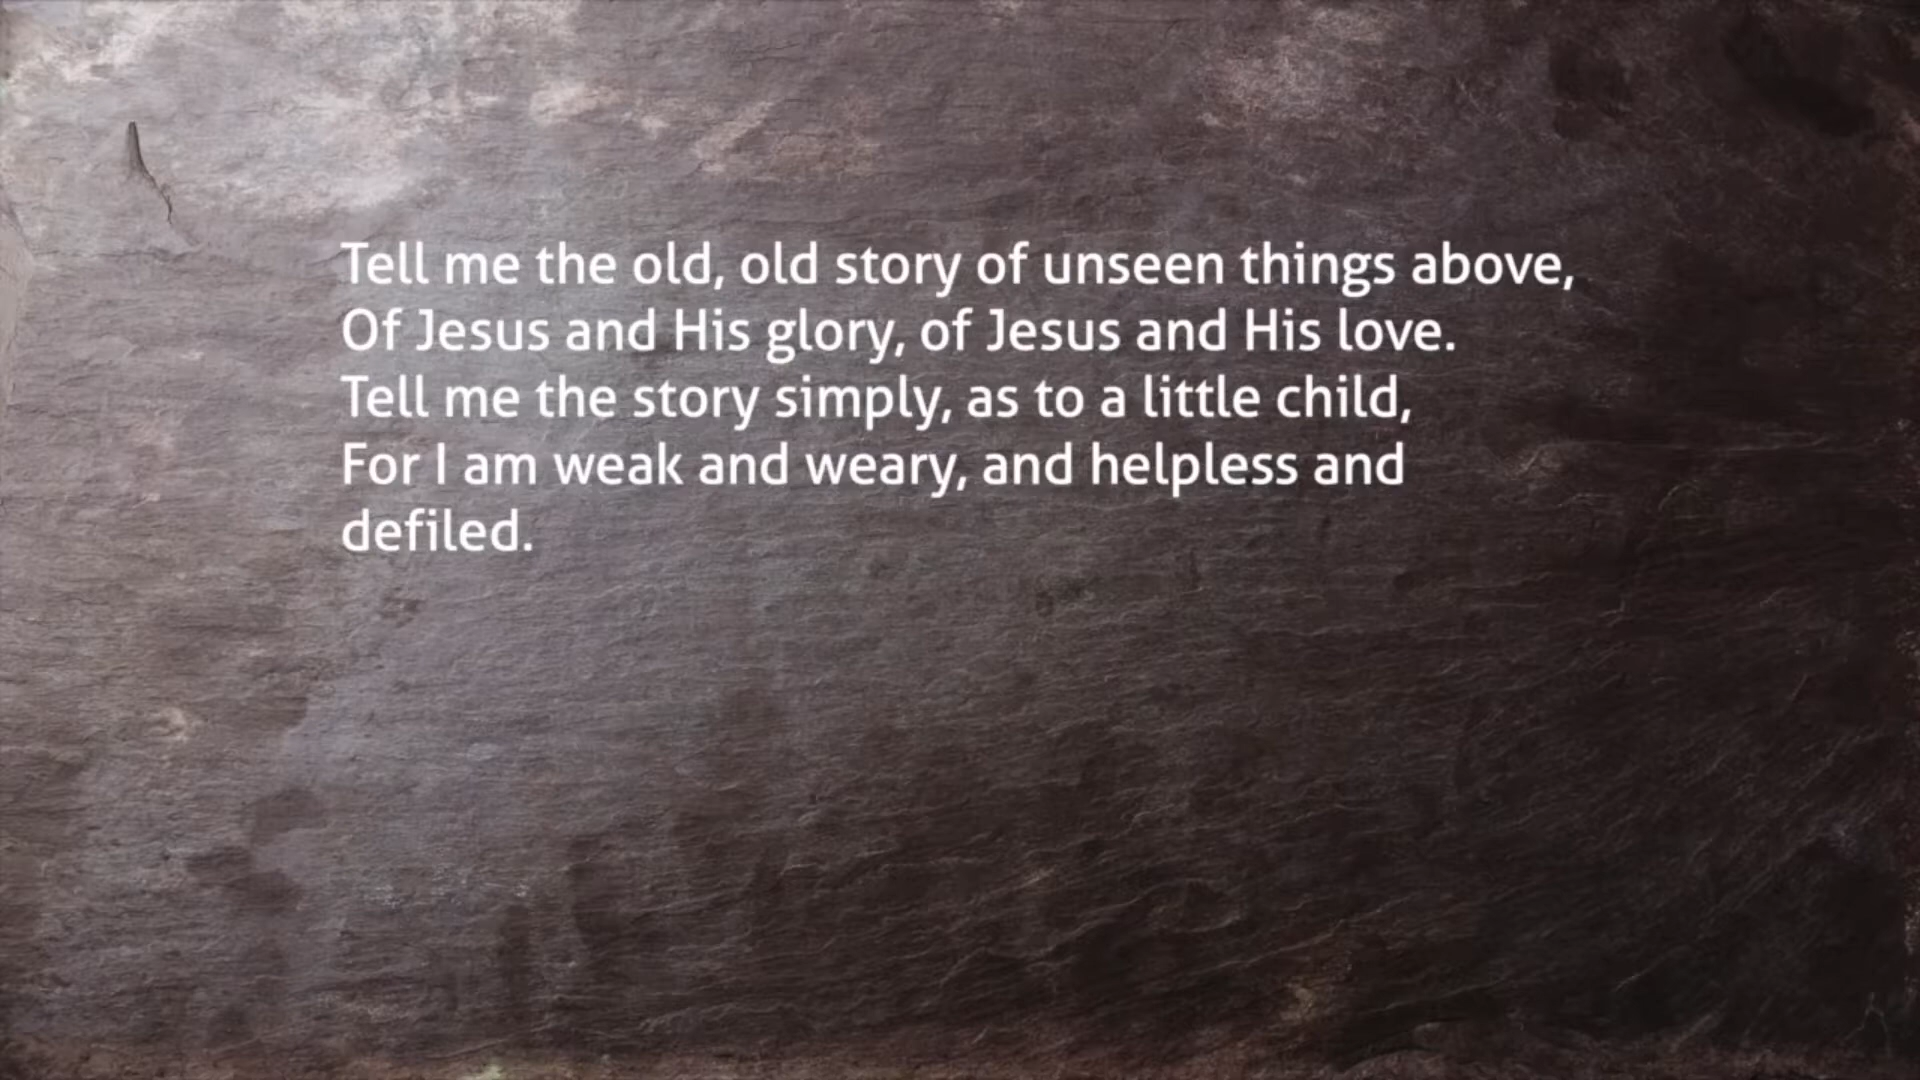 Tell me the old, old story of unseen things above,
Of Jesus and His glory, of Jesus and His love.
Tell me the story simply, as to a little child,
For I am weak and weary, and helpless and
defiled.